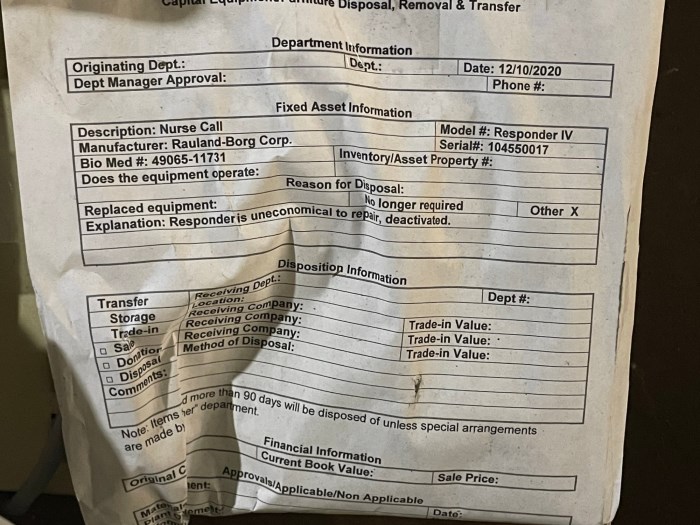 Disposal, Removal & Transfer
Department Information
Originating Dept.: Dept.: Date: 12/10/2020
Dept Manager Approval: Phone #:
Fixed Asset Information
Description: Nurse Call Model #: Responder IV
Manufacturer: Rauland-Borg Corp. Serial#: 104550017
Bio Med #: 49065-11731 Inventory/Asset Property #:
Does the equipment operate:
Reason for Disposal:
Replaced equipment: No longer required Other X
Explanation: Responder is uneconomical to repair, deactivated.
Disposition Information
Transfer Receiving Dept.: Dept #:
Storage Location:
Trade-in Receiving Company: Trade-in Value:
□ Sale Receiving Company: Trade-in Value:
□ Donation Receiving Company: Trade-in Value:
□ Disposal Method of Disposal:
Comments:
Note: Items more than 90 days will be disposed of unless special arrangements
are made by department.
Financial Information
Original Current Book Value: Sale Price:
Approvals/Applicable/Non Applicable
Date: